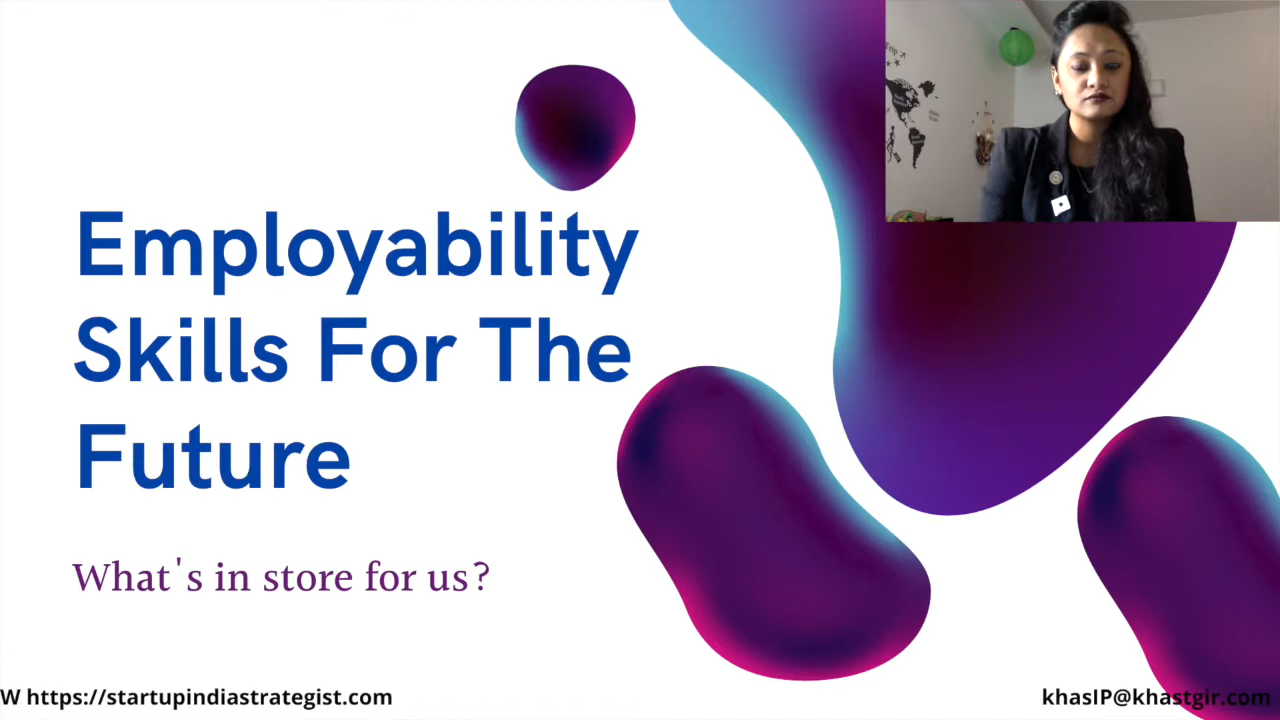 Employability
Skills For The
Future
What's in store for us?
W https://startupindiastrategist.com
khasIP@khastgir.com